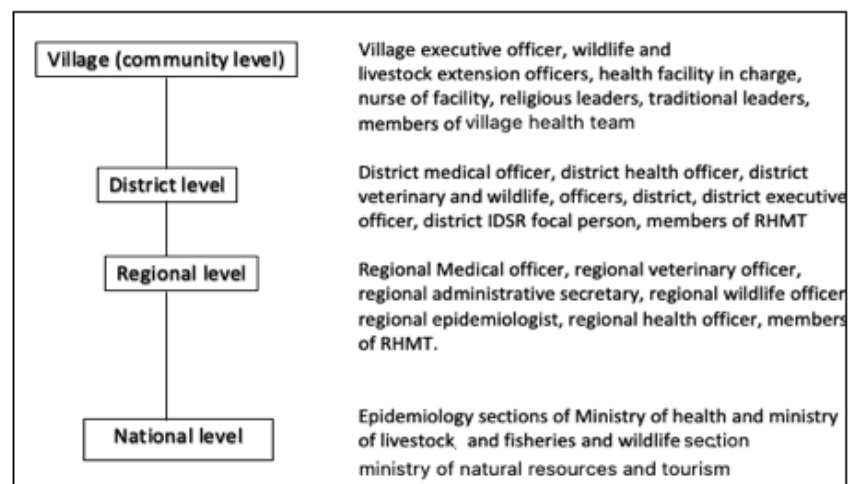 Village (community level)
Village executive officer, wildlife and
livestock extension officers, health facility in charge,
nurse of facility, religious leaders, traditional leaders,
members of village health team
District level
District medical officer, district health officer, district
veterinary and wildlife, officers, district, district executive
officer, district IDSR focal person, members of RHMT
Regional level
Regional Medical officer, regional veterinary officer,
regional administrative secretary, regional wildlife officer
regional epidemiologist, regional health officer, members
of RHMT.
National level
Epidemiology sections of Ministry of health and ministry
of livestock and fisheries and wildlife section
ministry of natural resources and tourism